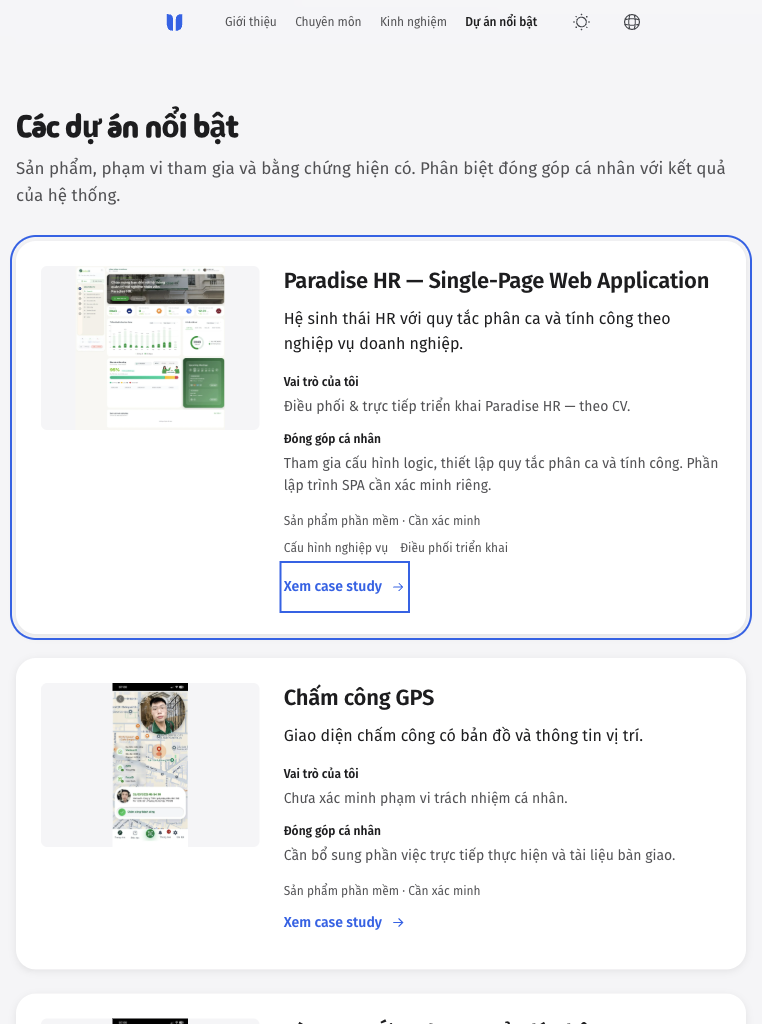 Giới thiệu Chuyên môn Kinh nghiệm Dự án nổi bật
Các dự án nổi bật
Sản phẩm, phạm vi tham gia và bằng chứng hiện có. Phân biệt đóng góp cá nhân với kết quả
của hệ thống.
Paradise HR — Single-Page Web Application
Hệ sinh thái HR với quy tắc phân ca và tính công theo
nghiệp vụ doanh nghiệp.
Vai trò của tôi
Điều phối & trực tiếp triển khai Paradise HR — theo CV.
Đóng góp cá nhân
Tham gia cấu hình logic, thiết lập quy tắc phân ca và tính công. Phần
lập trình SPA cần xác minh riêng.
Sản phẩm phần mềm · Cần xác minh
Cấu hình nghiệp vụ Điều phối triển khai
Xem case study →
Chấm công GPS
Giao diện chấm công có bản đồ và thông tin vị trí.
Vai trò của tôi
Chưa xác minh phạm vi trách nhiệm cá nhân.
Đóng góp cá nhân
Cần bổ sung phần việc trực tiếp thực hiện và tài liệu bàn giao.
Sản phẩm phần mềm · Cần xác minh
Xem case study →